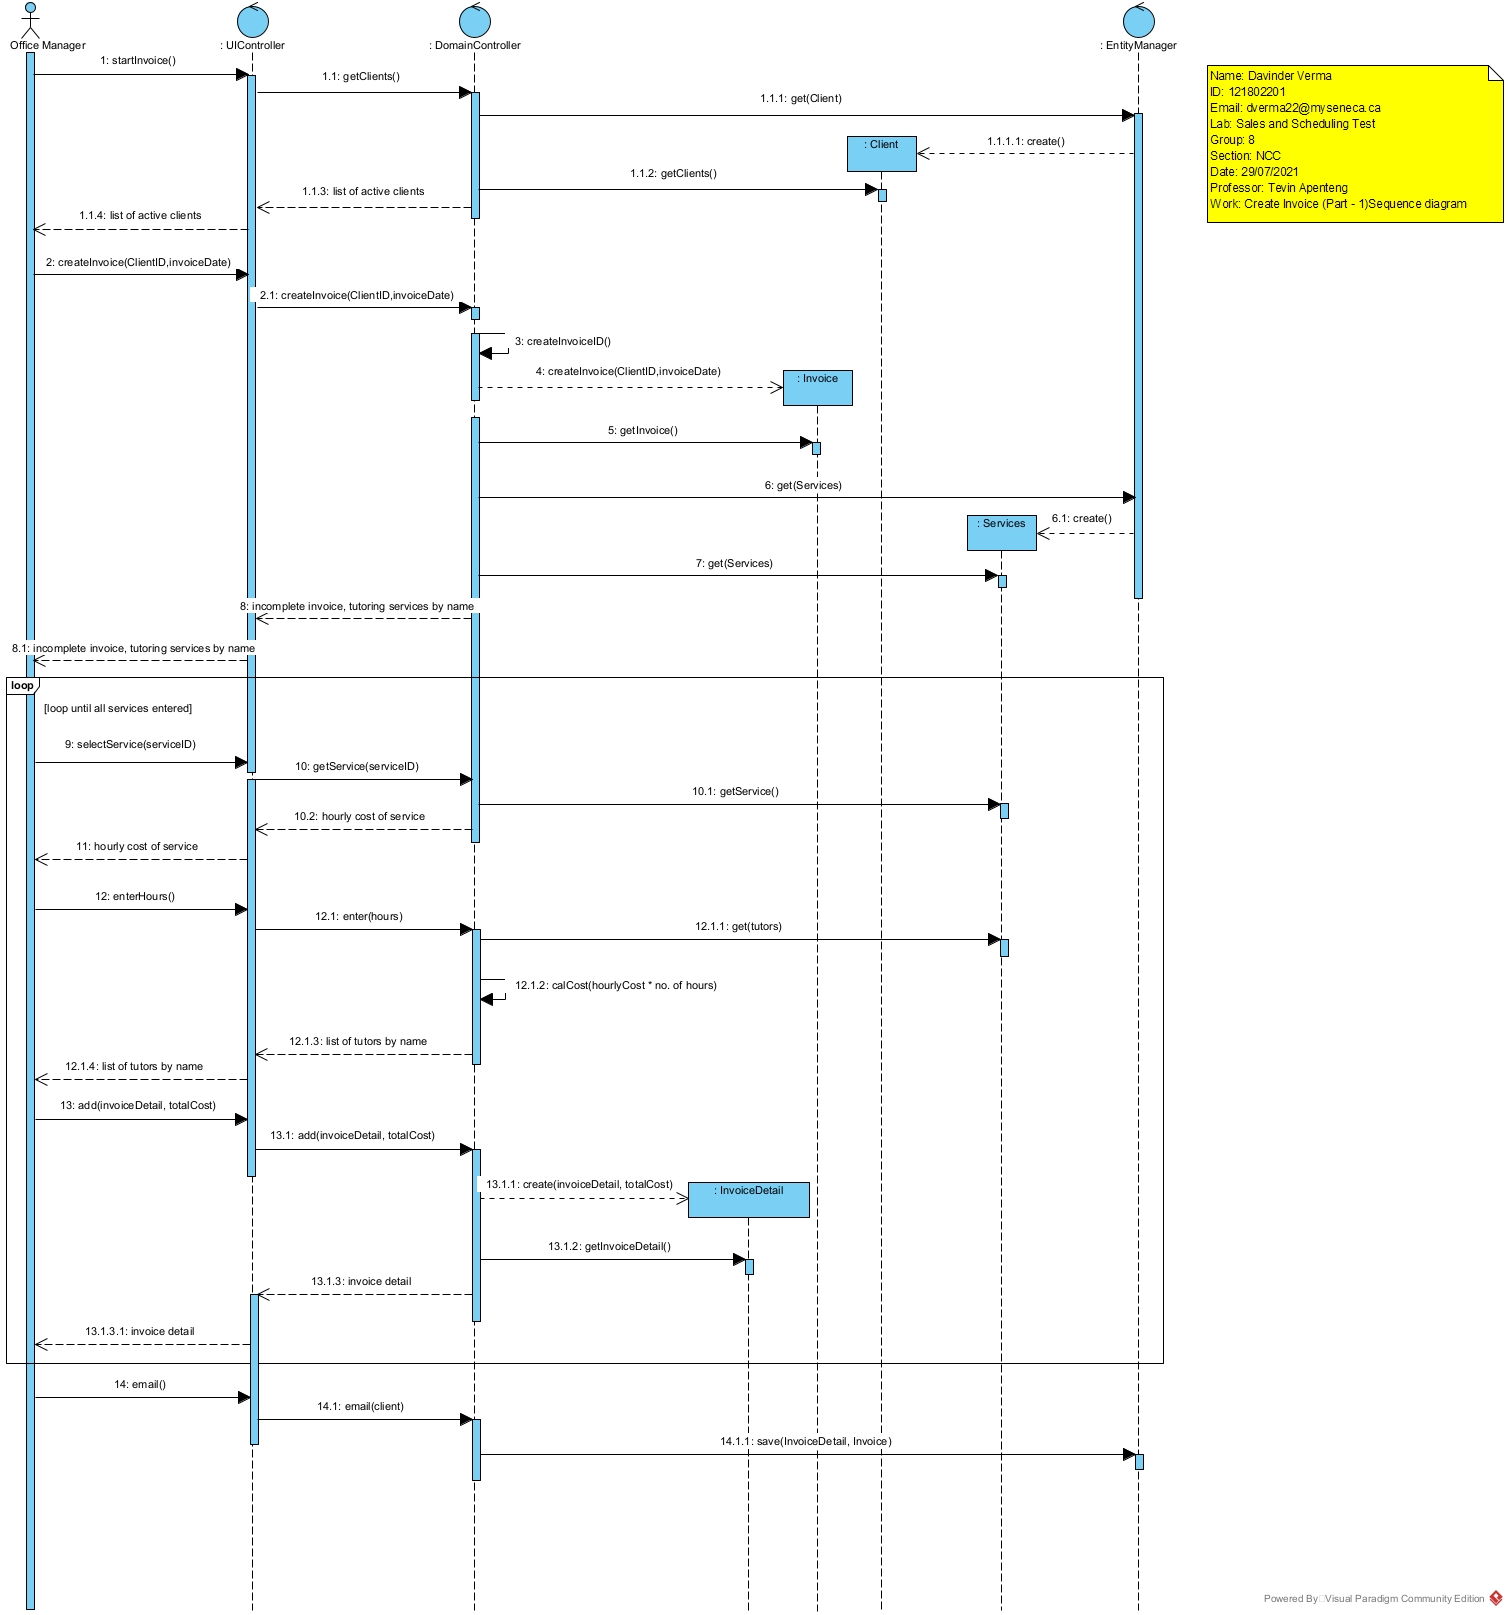 Office Manager
: UIController
: DomainController
: EntityManager
Name: Davinder Verma
ID: 121802201
Email: dverma22@myseneca.ca
Lab: Sales and Scheduling Test
Group: 8
Section: NCC
Date: 29/07/2021
Professor: Tevin Apenteng
Work: Create Invoice (Part - 1)Sequence diagram
1: startInvoice()
1.1: getClients()
1.1.1: get(Client)
1.1.1.1: create()
: Client
1.1.2: getClients()
1.1.3: list of active clients
1.1.4: list of active clients
2: createInvoice(ClientID,invoiceDate)
2.1: createInvoice(ClientID,invoiceDate)
3: createInvoiceID()
4: createInvoice(ClientID,invoiceDate)
: Invoice
5: getInvoice()
6: get(Services)
6.1: create()
: Services
7: get(Services)
8: incomplete invoice, tutoring services by name
8.1: incomplete invoice, tutoring services by name
loop
[loop until all services entered]
9: selectService(serviceID)
10: getService(serviceID)
10.1: getService()
10.2: hourly cost of service
11: hourly cost of service
12: enterHours()
12.1: enter(hours)
12.1.1: get(tutors)
12.1.2: calCost(hourlyCost * no. of hours)
12.1.3: list of tutors by name
12.1.4: list of tutors by name
13: add(invoiceDetail, totalCost)
13.1: add(invoiceDetail, totalCost)
13.1.1: create(invoiceDetail, totalCost)
: InvoiceDetail
13.1.2: getInvoiceDetail()
13.1.3: invoice detail
13.1.3.1: invoice detail
14: email()
14.1: email(client)
14.1.1: save(InvoiceDetail, Invoice)
Powered By Visual Paradigm Community Edition